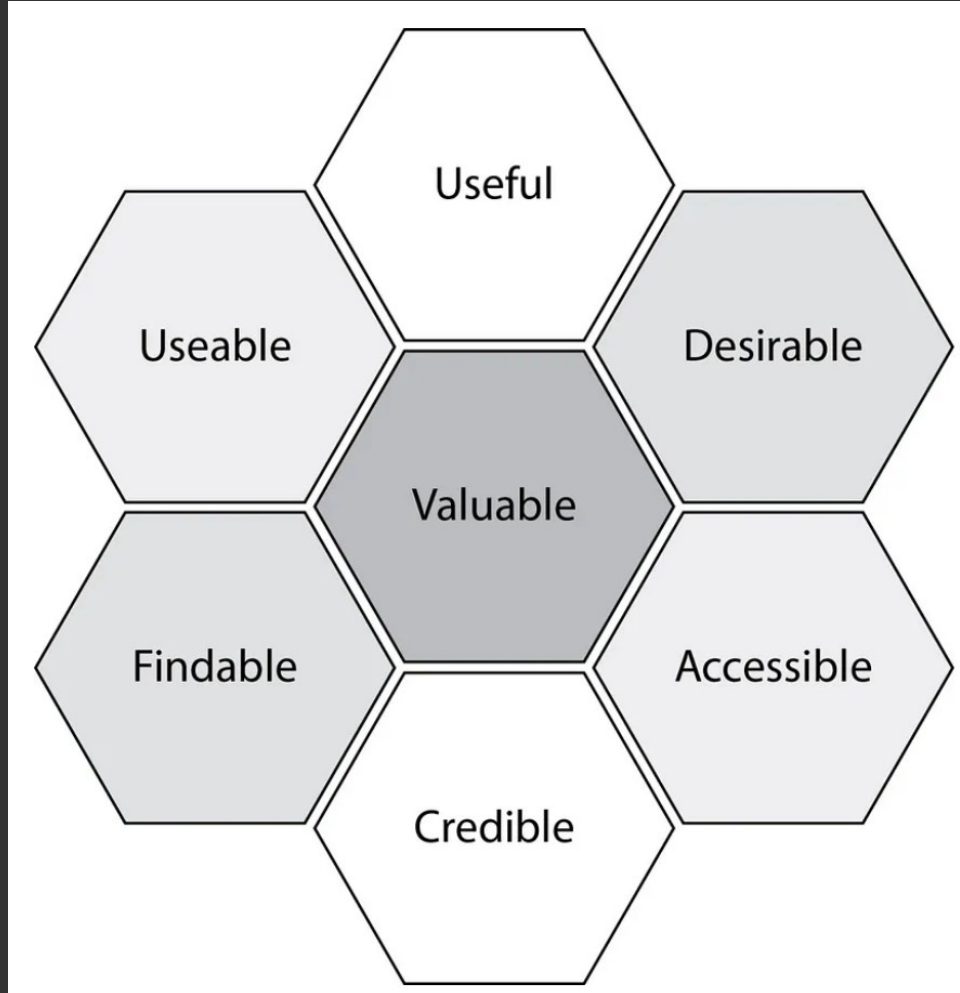 Useful
Useable
Desirable
Valuable
Findable
Accessible
Credible